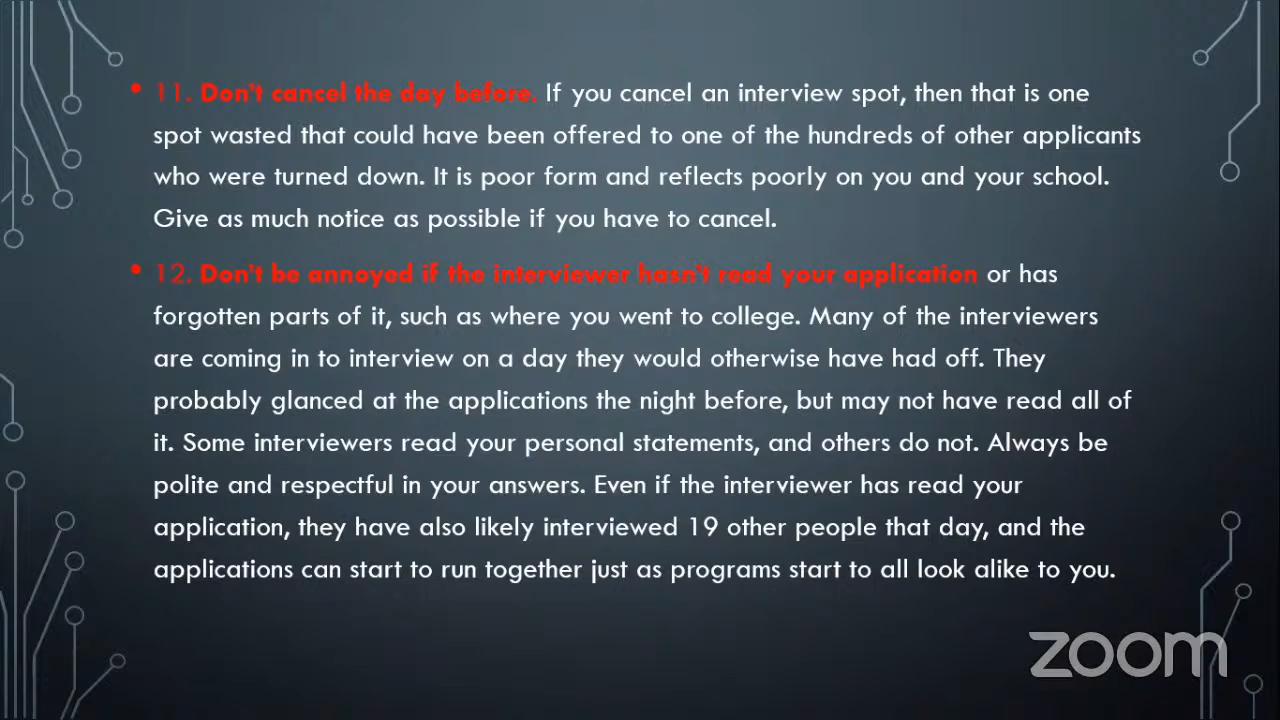 • 11. Don't cancel the day before. If you cancel an interview spot, then that is one
spot wasted that could have been offered to one of the hundreds of other applicants
who were turned down. It is poor form and reflects poorly on you and your school.
Give as much notice as possible if you have to cancel.
• 12. Don't be annoyed if the interviewer hasn't read your application or has
forgotten parts of it, such as where you went to college. Many of the interviewers
are coming in to interview on a day they would otherwise have had off. They
probably glanced at the applications the night before, but may not have read all of
it. Some interviewers read your personal statements, and others do not. Always be
polite and respectful in your answers. Even if the interviewer has read your
application, they have also likely interviewed 19 other people that day, and the
applications can start to run together just as programs start to all look alike to you.
zoom